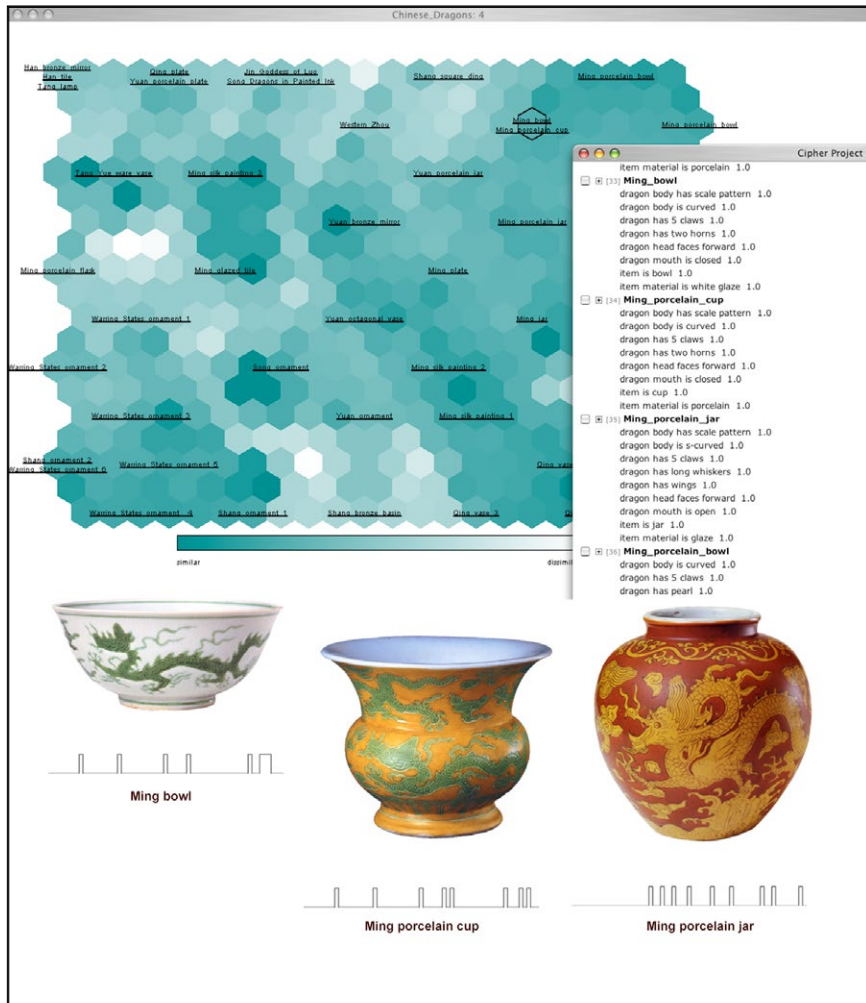 Chinese_Dragons: 4
Han bronze mirror
Han tile
Tang lamp
Qing plate
Yuan porcelain plate
Jin Goddess of Luo
Song Dragons in Painted Ink
Shang square ding
Ming porcelain bowl
Western Zhou
Ming bowl
Ming porcelain cup
Ming porcelain bowl
Tang Yue ware vase
Ming silk painting 3
Yuan porcelain jar
Yuan bronze mirror
Ming porcelain jar
Ming porcelain flask
Ming glazed tile
Ming plate
Warring States ornament 1
Yuan octagonal vase
Ming jar
Warring States ornament 2
Song ornament
Ming silk painting 2
Warring States ornament 3
Yuan ornament
Ming silk painting 1
Shang ornament 2
Warring States ornament 6
Warring States ornament 5
Qing vase
Warring States ornament 4
Shang ornament 1
Shang bronze basin
Qing vase 3
similar
dissimil
Cipher Project
item material is porcelain 1.0
[33] Ming_bowl
dragon body has scale pattern 1.0
dragon body is curved 1.0
dragon has 5 claws 1.0
dragon has two horns 1.0
dragon head faces forward 1.0
dragon mouth is closed 1.0
item is bowl 1.0
item material is white glaze 1.0
[34] Ming_porcelain_cup
dragon body has scale pattern 1.0
dragon body is curved 1.0
dragon has 5 claws 1.0
dragon has two horns 1.0
dragon head faces forward 1.0
dragon mouth is closed 1.0
item is cup 1.0
item material is porcelain 1.0
[35] Ming_porcelain_jar
dragon body has scale pattern 1.0
dragon body is s-curved 1.0
dragon has 5 claws 1.0
dragon has long whiskers 1.0
dragon has wings 1.0
dragon head faces forward 1.0
dragon mouth is open 1.0
item is jar 1.0
item material is glaze 1.0
[36] Ming_porcelain_bowl
dragon body is curved 1.0
dragon has 5 claws 1.0
dragon has pearl 1.0
Ming bowl
Ming porcelain cup
Ming porcelain jar